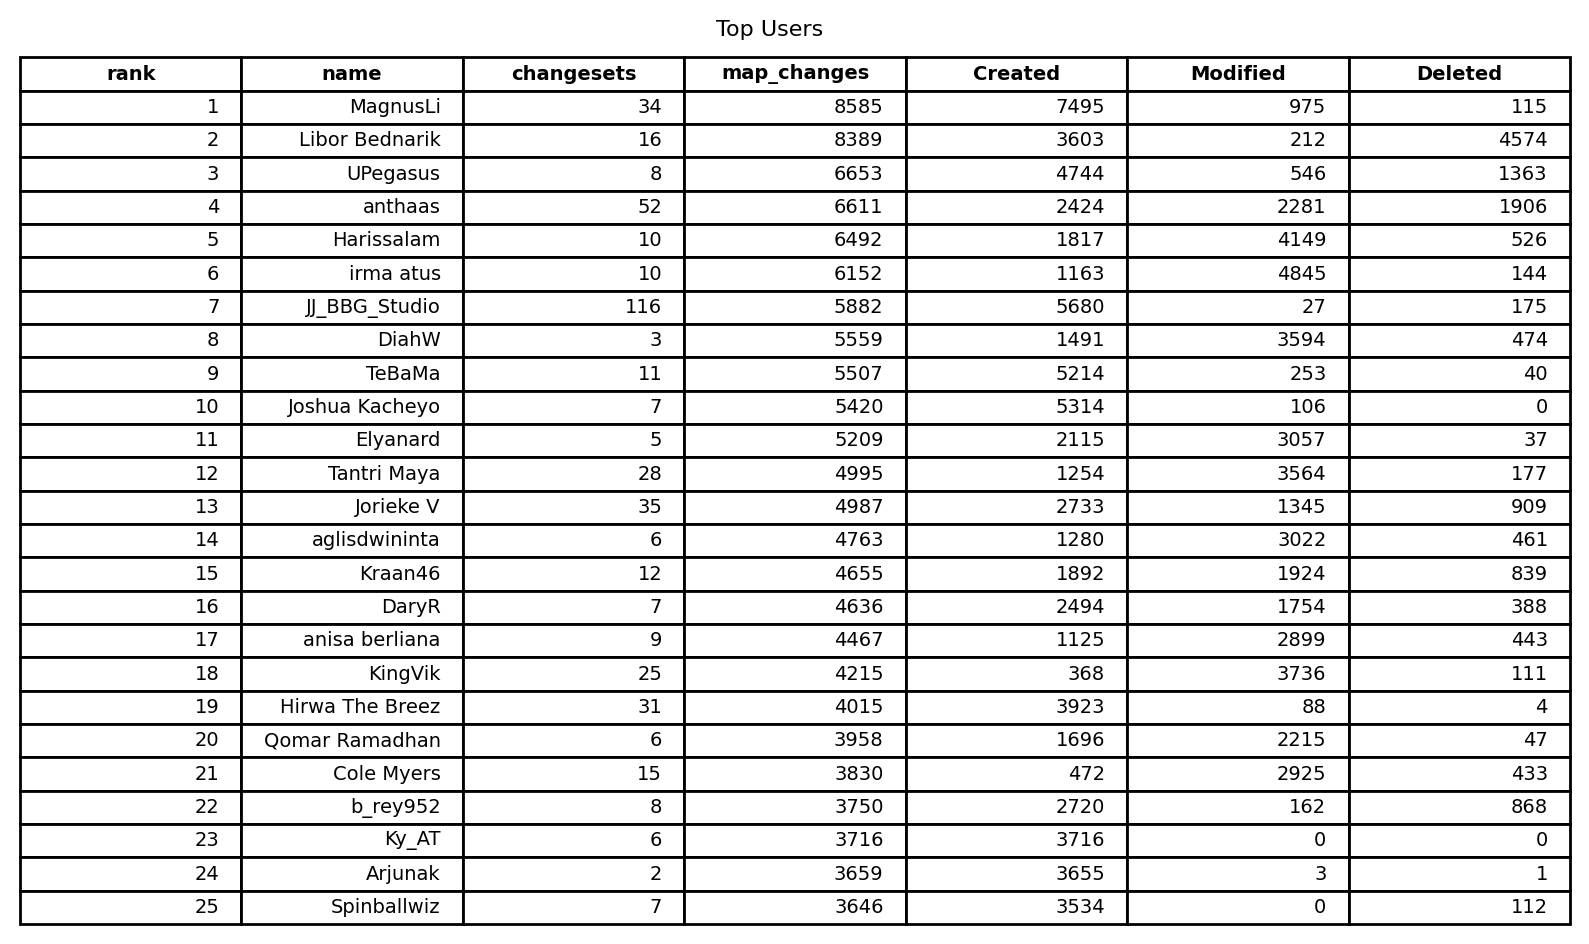 Top Users
rank name changesets map_changes Created Modified Deleted
1 MagnusLi 34 8585 7495 975 115
2 Libor Bednarik 16 8389 3603 212 4574
3 UPegasus 8 6653 4744 546 1363
4 anthaas 52 6611 2424 2281 1906
5 Harissalam 10 6492 1817 4149 526
6 irma atus 10 6152 1163 4845 144
7 JJ_BBG_Studio 116 5882 5680 27 175
8 DiahW 3 5559 1491 3594 474
9 TeBaMa 11 5507 5214 253 40
10 Joshua Kacheyo 7 5420 5314 106 0
11 Elyanard 5 5209 2115 3057 37
12 Tantri Maya 28 4995 1254 3564 177
13 Jorieke V 35 4987 2733 1345 909
14 aglisdwininta 6 4763 1280 3022 461
15 Kraan46 12 4655 1892 1924 839
16 DaryR 7 4636 2494 1754 388
17 anisa berliana 9 4467 1125 2899 443
18 KingVik 25 4215 368 3736 111
19 Hirwa The Breez 31 4015 3923 88 4
20 Qomar Ramadhan 6 3958 1696 2215 47
21 Cole Myers 15 3830 472 2925 433
22 b_rey952 8 3750 2720 162 868
23 Ky_AT 6 3716 3716 0 0
24 Arjunak 2 3659 3655 3 1
25 Spinballwiz 7 3646 3534 0 112